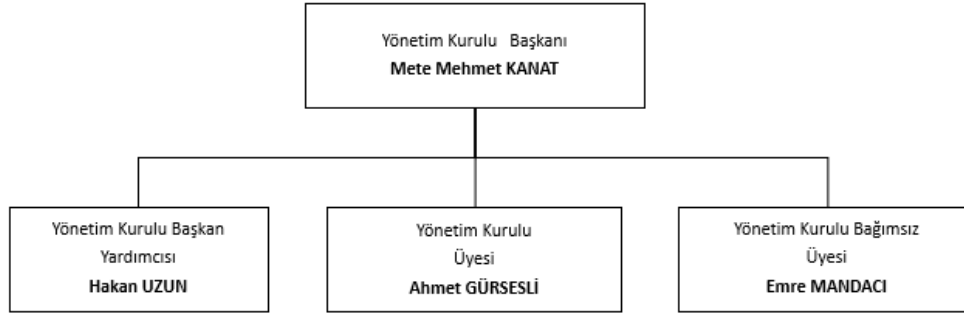 Yönetim Kurulu Başkanı
Mete Mehmet KANAT
Yönetim Kurulu Başkan
Yardımcısı
Hakan UZUN
Yönetim Kurulu
Üyesi
Ahmet GÜRSESLİ
Yönetim Kurulu Bağımsız
Üyesi
Emre MANDACI